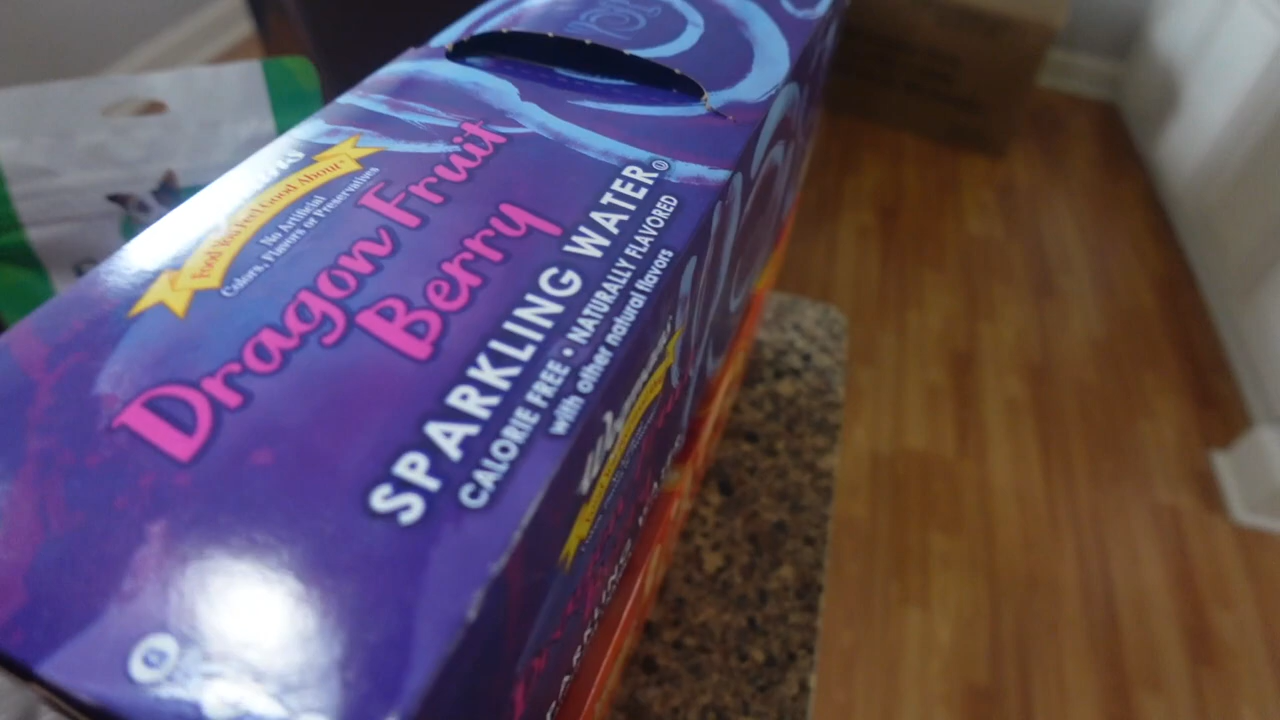 Food You Feel Good About
No Artificial
Colors, Flavors or Preservatives
Dragon Fruit
Berry
SPARKLING WATER
CALORIE FREE • NATURALLY FLAVORED
with other natural flavors